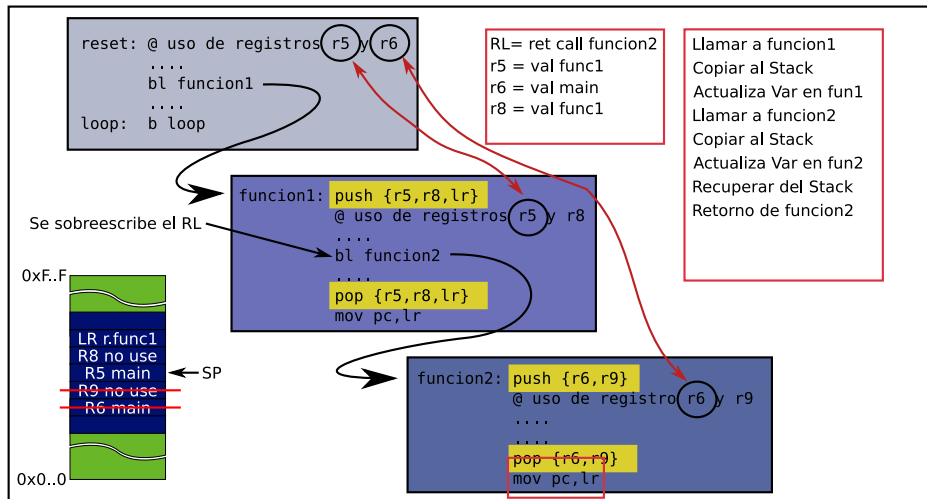 reset: @ uso de registros r5 y r6
....
bl funcion1
....
loop: b loop
RL= ret call funcion2
r5 = val func1
r6 = val main
r8 = val func1
Llamar a funcion1
Copiar al Stack
Actualiza Var en fun1
Llamar a funcion2
Copiar al Stack
Actualiza Var en fun2
Recuperar del Stack
Retorno de funcion2
funcion1: push {r5,r8,lr}
@ uso de registros r5 y r8
....
bl funcion2
....
pop {r5,r8,lr}
mov pc,lr
Se sobreescribe el RL
0xF..F
LR r.func1
R8 no use
R5 main
R9 no use
R6 main
SP
0x0..0
funcion2: push {r6,r9}
@ uso de registro r6 y r9
....
....
pop {r6,r9}
mov pc,lr